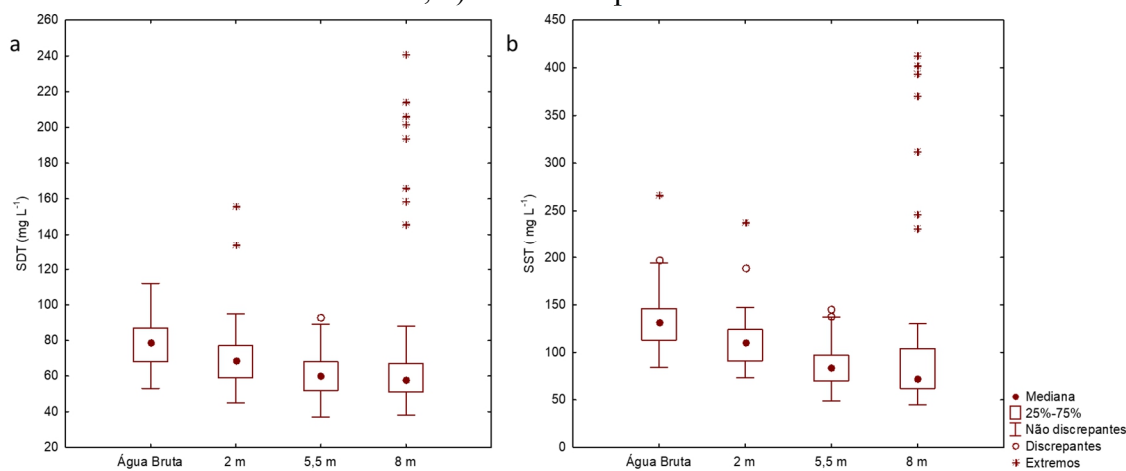 a
260
240
220
200
180
160
140
120
100
80
60
40
20
SDT (mg L⁻¹)
Água Bruta 2 m 5,5 m 8 m
b
450
400
350
300
250
200
150
100
50
0
SST ( mg L⁻¹)
Água Bruta 2 m 5,5 m 8 m
Mediana
25%-75%
Não discrepantes
Discrepantes
Extremos